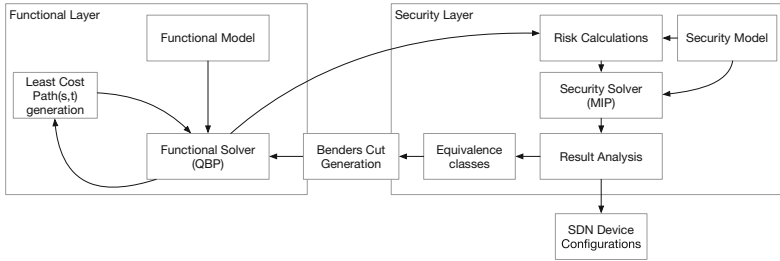 Functional Layer
Security Layer
Functional Model
Risk Calculations
Security Model
Least Cost
Path(s,t)
generation
Security Solver
(MIP)
Functional Solver
(QBP)
Benders Cut
Generation
Equivalence
classes
Result Analysis
SDN Device
Configurations